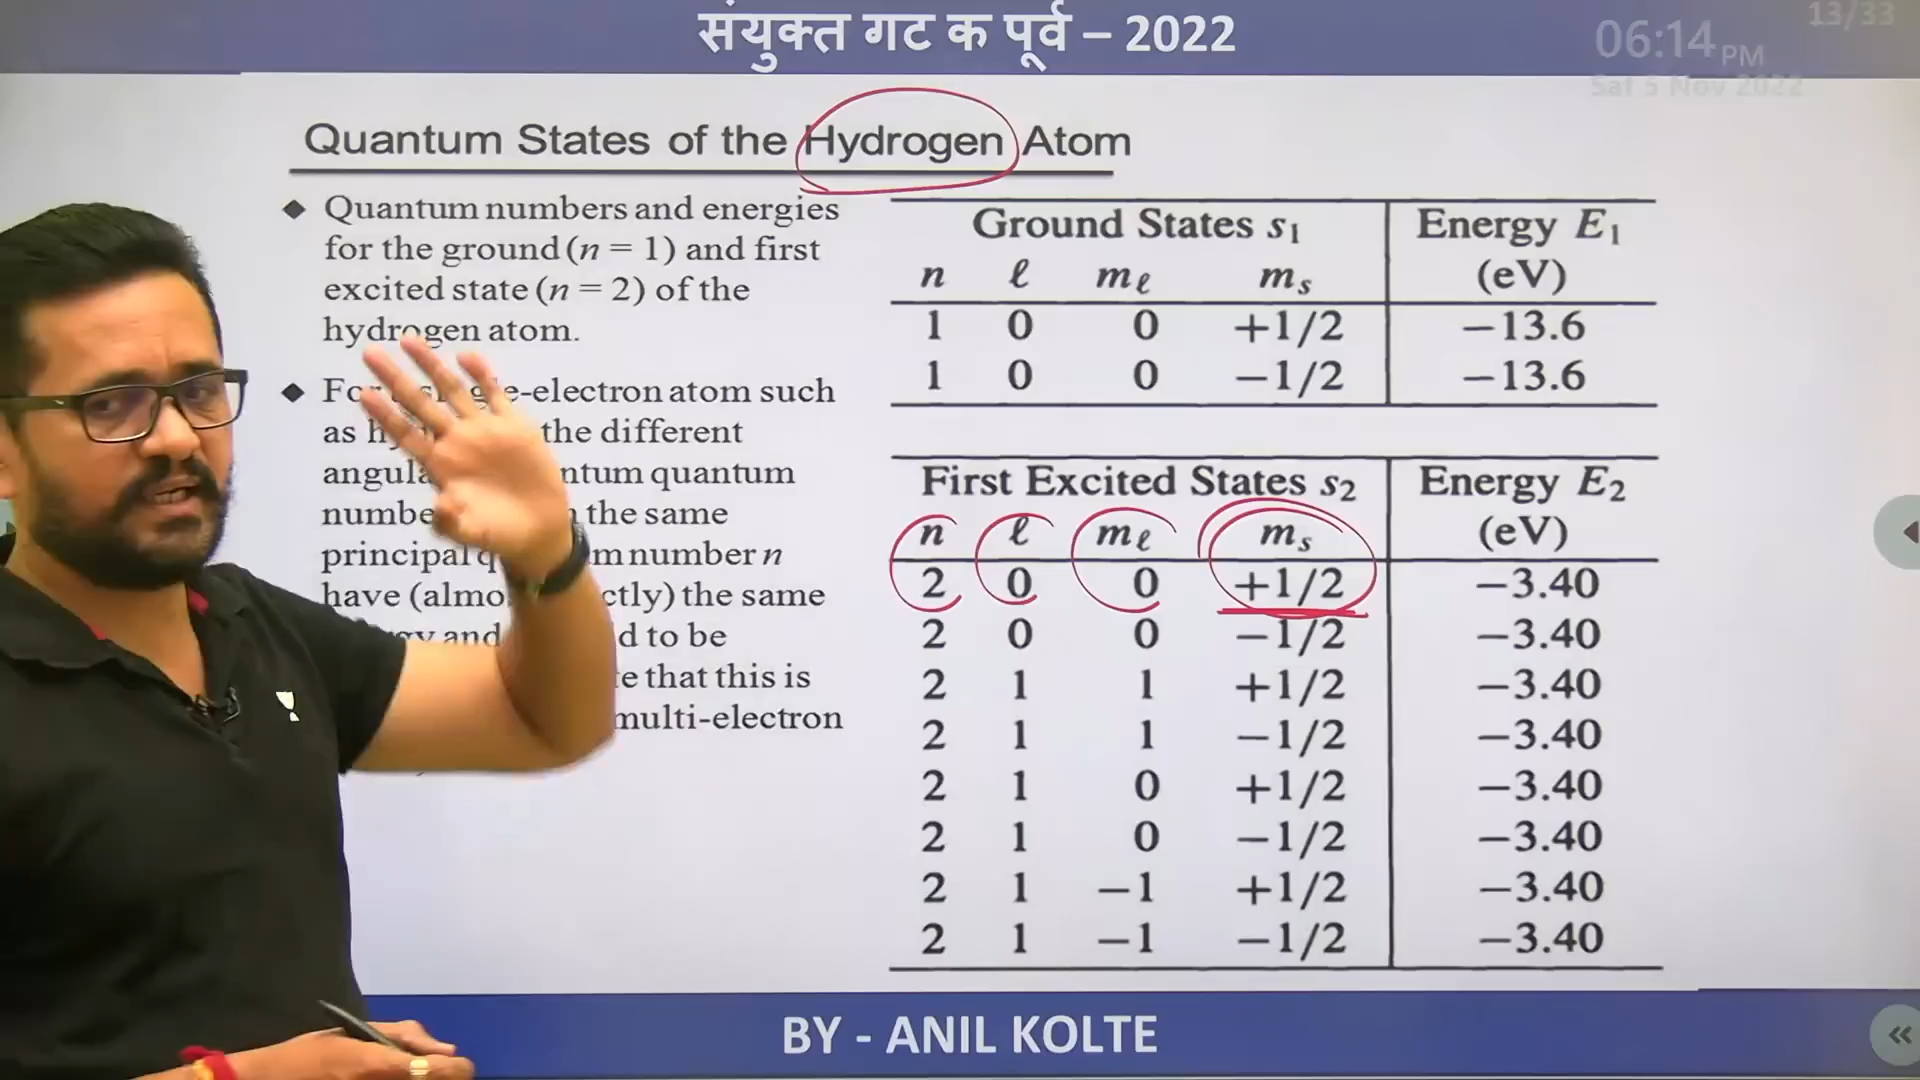 संयुक्त गट क पूर्व – 2022
13/33
06:14 PM
Sat 5 Nov 2022
Quantum States of the Hydrogen Atom
◆ Quantum numbers and energies
for the ground (n = 1) and first
excited state (n = 2) of the
hydrogen atom.
◆ e-electron atom such
as the different
ntum quantum
the same
m number n
have ctly) the same
and d to be
e that this is
multi-electron
Ground States s₁ Energy E₁
n ℓ mℓ mₛ (eV)
1 0 0 +1/2 −13.6
1 0 0 −1/2 −13.6
First Excited States s₂ Energy E₂
n ℓ mℓ mₛ (eV)
2 0 0 +1/2 −3.40
2 0 0 −1/2 −3.40
2 1 1 +1/2 −3.40
2 1 1 −1/2 −3.40
2 1 0 +1/2 −3.40
2 1 0 −1/2 −3.40
2 1 −1 +1/2 −3.40
2 1 −1 −1/2 −3.40
BY - ANIL KOLTE